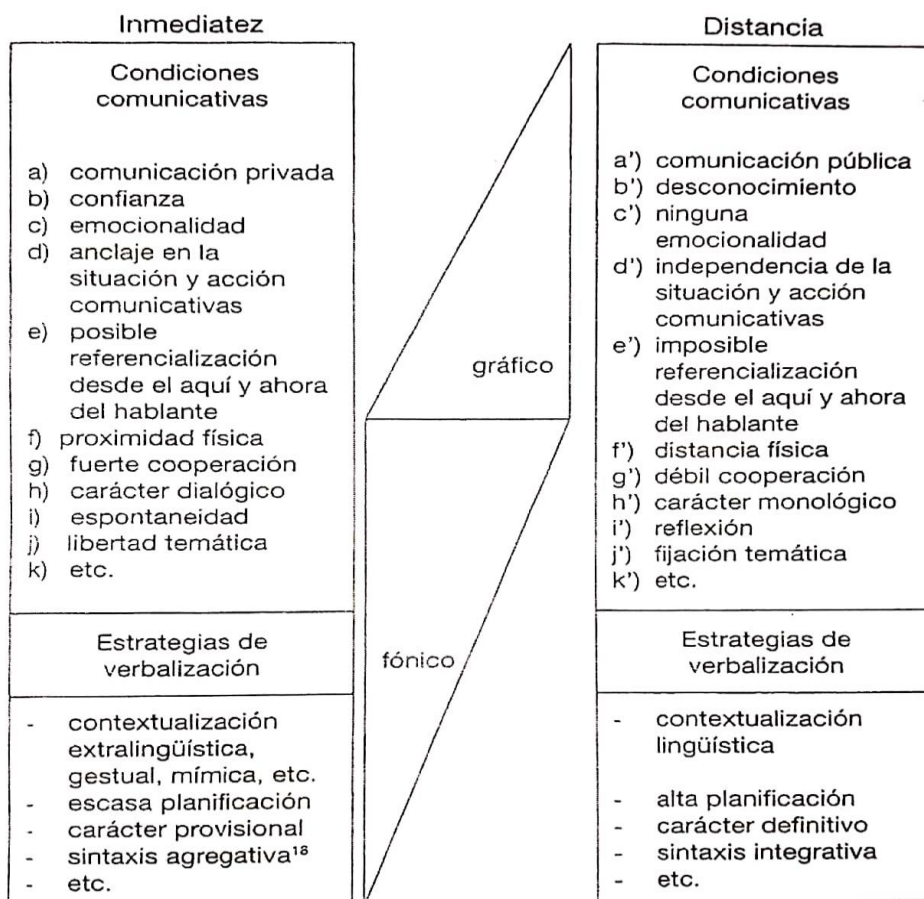 Inmediatez
Condiciones
comunicativas
a) comunicación privada
b) confianza
c) emocionalidad
d) anclaje en la
situación y acción
comunicativas
e) posible
referencialización
desde el aquí y ahora
del hablante
f) proximidad física
g) fuerte cooperación
h) carácter dialógico
i) espontaneidad
j) libertad temática
k) etc.
Estrategias de
verbalización
- contextualización
extralingüística,
gestual, mímica, etc.
- escasa planificación
- carácter provisional
- sintaxis agregativa¹⁸
- etc.
gráfico
fónico
Distancia
Condiciones
comunicativas
a') comunicación pública
b') desconocimiento
c') ninguna
emocionalidad
d') independencia de la
situación y acción
comunicativas
e') imposible
referencialización
desde el aquí y ahora
del hablante
f') distancia física
g') débil cooperación
h') carácter monológico
i') reflexión
j') fijación temática
k') etc.
Estrategias de
verbalización
- contextualización
lingüística
- alta planificación
- carácter definitivo
- sintaxis integrativa
- etc.